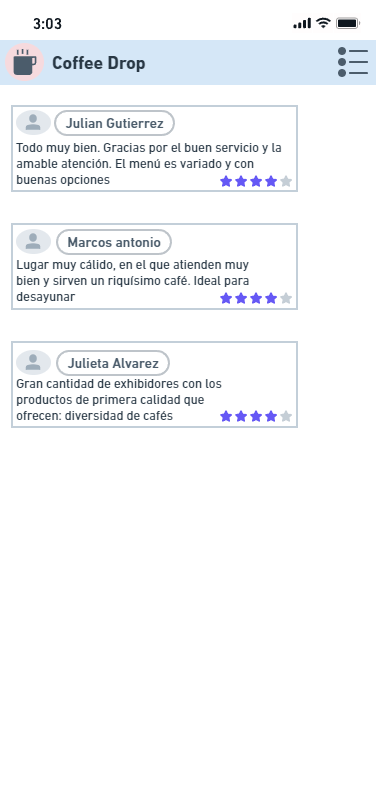 3:03
Coffee Drop
Julian Gutierrez
Todo muy bien. Gracias por el buen servicio y la
amable atención. El menú es variado y con
buenas opciones
Marcos antonio
Lugar muy cálido, en el que atienden muy
bien y sirven un riquísimo café. Ideal para
desayunar
Julieta Alvarez
Gran cantidad de exhibidores con los
productos de primera calidad que
ofrecen: diversidad de cafés